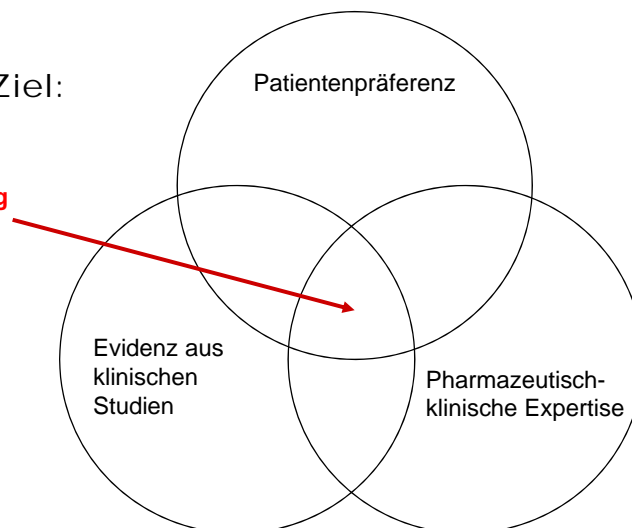 Ziel:
Patientenpräferenz
g
Evidenz aus
klinischen
Studien
Pharmazeutisch-
klinische Expertise